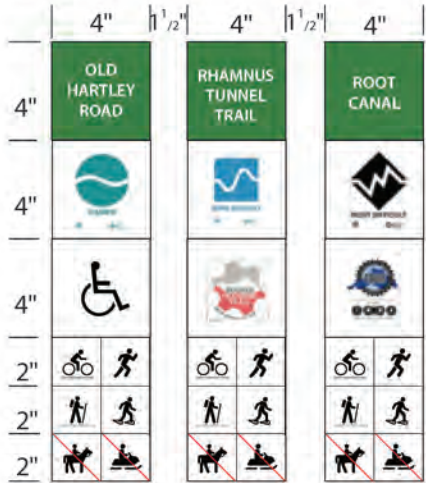 4" 1 1/2" 4" 1 1/2" 4"
4"
OLD
HARTLEY
ROAD
RHAMNUS
TUNNEL
TRAIL
ROOT
CANAL
4"
MORE DIFFICULT
MOST DIFFICULT
4"
2"
2"
2"